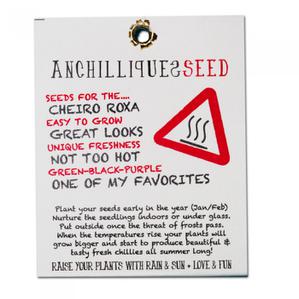 ANCHILLIQUESSEED
SEEDS FOR THE....
CHEIRO ROXA
EASY TO GROW
GREAT LOOKS
UNIQUE FRESHNESS
NOT TOO HOT
GREEN-BLACK-PURPLE
ONE OF MY FAVORITES
Plant your seeds early in the year (Jan/Feb)
Nurture the seedlings indoors or under glass.
Put outside once the threat of frosts pass.
When the temperatures rise your plants will
grow bigger and start to produce beautiful &
tasty fresh chillies all summer long!
RAISE YOUR PLANTS WITH RAIN & SUN + LOVE & FUN